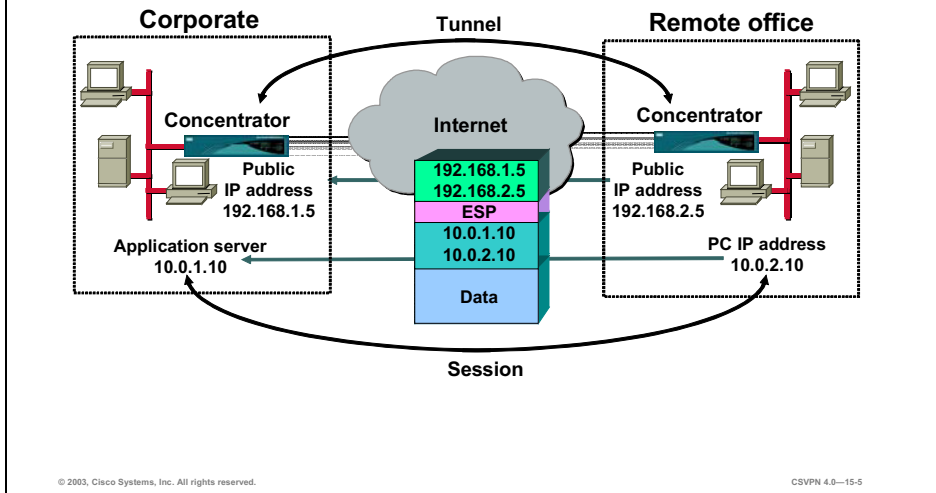 Corporate
Tunnel
Remote office
Concentrator
Internet
Concentrator
Public
IP address
192.168.1.5
192.168.1.5
192.168.2.5
ESP
10.0.1.10
10.0.2.10
Data
Public
IP address
192.168.2.5
Application server
10.0.1.10
PC IP address
10.0.2.10
Session
© 2003, Cisco Systems, Inc. All rights reserved.
CSVPN 4.0—15-5